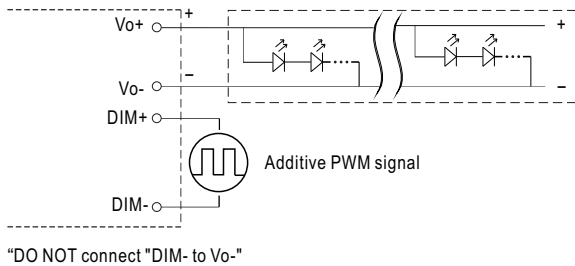 Vo+
+
+
Vo-
–
–
DIM+
Additive PWM signal
DIM-
“DO NOT connect "DIM- to Vo-"